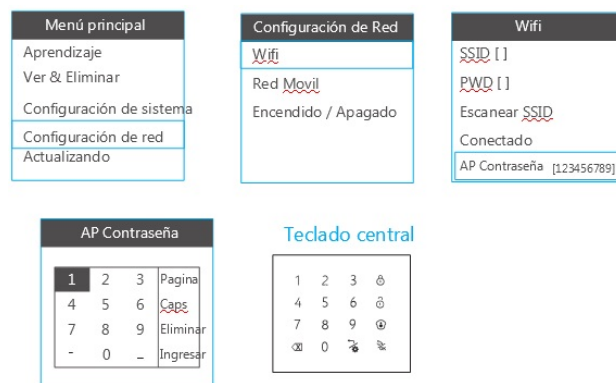 Menú principal
Aprendizaje
Ver & Eliminar
Configuración de sistema
Configuración de red
Actualizando
Configuración de Red
Wifi
Red Movil
Encendido / Apagado
Wifi
SSID [ ]
PWD [ ]
Escanear SSID
Conectado
AP Contraseña [123456789]
AP Contraseña
1 2 3 Pagina
4 5 6 Caps
7 8 9 Eliminar
- 0 _ Ingresar
Teclado central
1 2 3
4 5 6
7 8 9
0